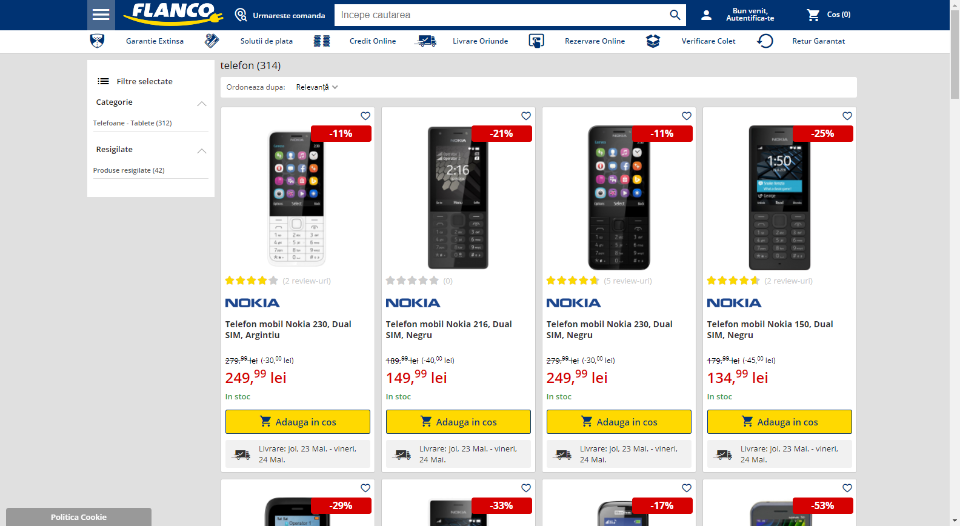 FLANCO
Urmareste comanda
Incepe cautarea
Bun venit,
Autentifica-te
Cos (0)
Garantie Extinsa
Solutii de plata
Credit Online
Livrare Oriunde
Rezervare Online
Verificare Colet
Retur Garantat
Filtre selectate
Categorie
Telefoane - Tablete (312)
Resigilate
Produse resigilate (42)
telefon (314)
Ordoneaza dupa: Relevanță
-11%
(2 review-uri)
NOKIA
Telefon mobil Nokia 230, Dual
SIM, Argintiu
279,99 lei (-30,00 lei)
249,99 lei
In stoc
Adauga in cos
Livrare: Joi, 23 Mai. - vineri,
24 Mai.
-21%
NOKIA
2:16
(0)
NOKIA
Telefon mobil Nokia 216, Dual
SIM, Negru
189,99 lei (-40,00 lei)
149,99 lei
In stoc
Adauga in cos
Livrare: Joi, 23 Mai. - vineri,
24 Mai.
-11%
(5 review-uri)
NOKIA
Telefon mobil Nokia 230, Dual
SIM, Negru
279,99 lei (-30,00 lei)
249,99 lei
In stoc
Adauga in cos
Livrare: Joi, 23 Mai. - vineri,
24 Mai.
-25%
NOKIA
1:50
(2 review-uri)
NOKIA
Telefon mobil Nokia 150, Dual
SIM, Negru
179,99 lei (-45,00 lei)
134,99 lei
In stoc
Adauga in cos
Livrare: Joi, 23 Mai. - vineri,
24 Mai.
-29%
-33%
-17%
-53%
Politica Cookie